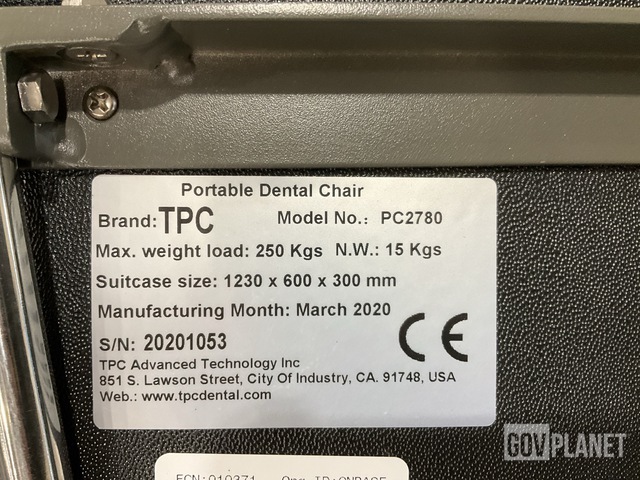 Portable Dental Chair
Brand: TPC Model No.: PC2780
Max. weight load: 250 Kgs N.W.: 15 Kgs
Suitcase size: 1230 x 600 x 300 mm
Manufacturing Month: March 2020
S/N: 20201053
CE
TPC Advanced Technology Inc
851 S. Lawson Street, City Of Industry, CA. 91748, USA
Web.: www.tpcdental.com
GOVPLANET